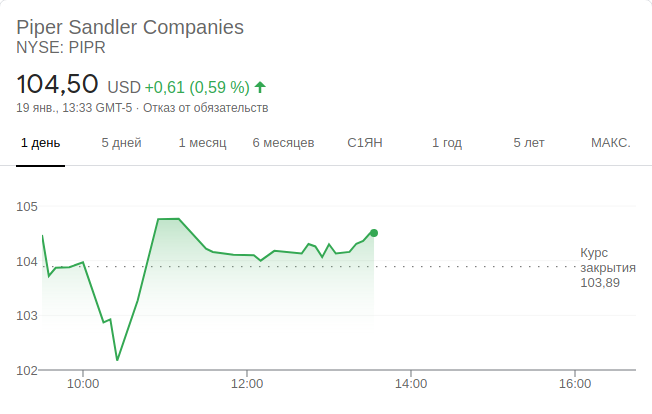 Piper Sandler Companies
NYSE: PIPR
104,50 USD +0,61 (0,59 %)
19 янв., 13:33 GMT-5 · Отказ от обязательств
1 день 5 дней 1 месяц 6 месяцев С1ЯН 1 год 5 лет МАКС.
105
104
Курс
закрытия
103,89
103
102
10:00 12:00 14:00 16:00